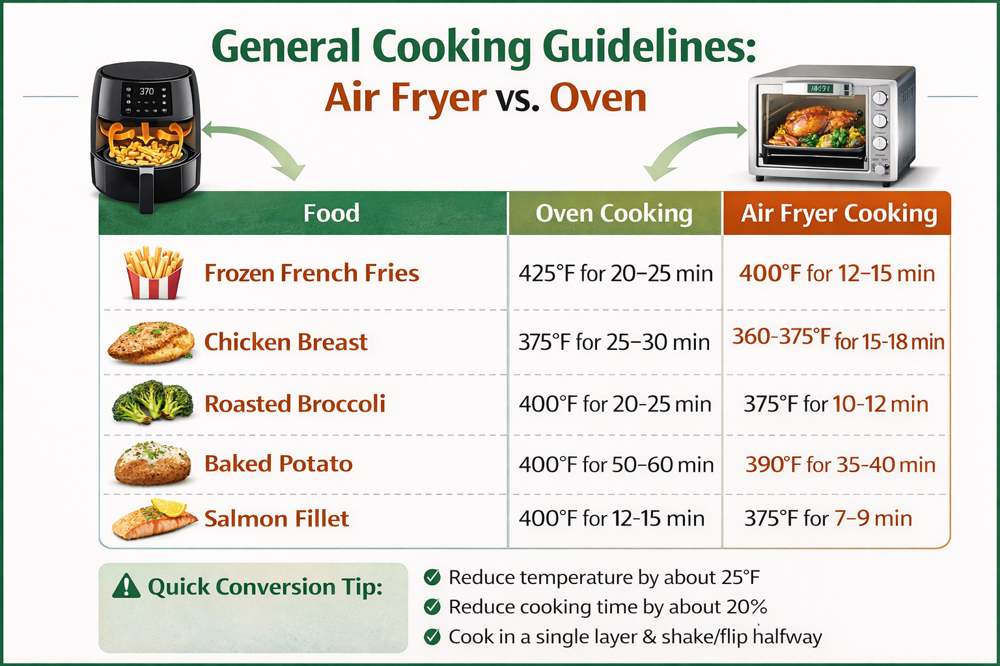 General Cooking Guidelines:
Air Fryer vs. Oven
370
Food Oven Cooking Air Fryer Cooking
Frozen French Fries 425°F for 20–25 min 400°F for 12–15 min
Chicken Breast 375°F for 25–30 min 360-375°F for 15-18 min
Roasted Broccoli 400°F for 20-25 min 375°F for 10-12 min
Baked Potato 400°F for 50–60 min 390°F for 35-40 min
Salmon Fillet 400°F for 12-15 min 375°F for 7–9 min
Quick Conversion Tip:
Reduce temperature by about 25°F
Reduce cooking time by about 20%
Cook in a single layer & shake/flip halfway